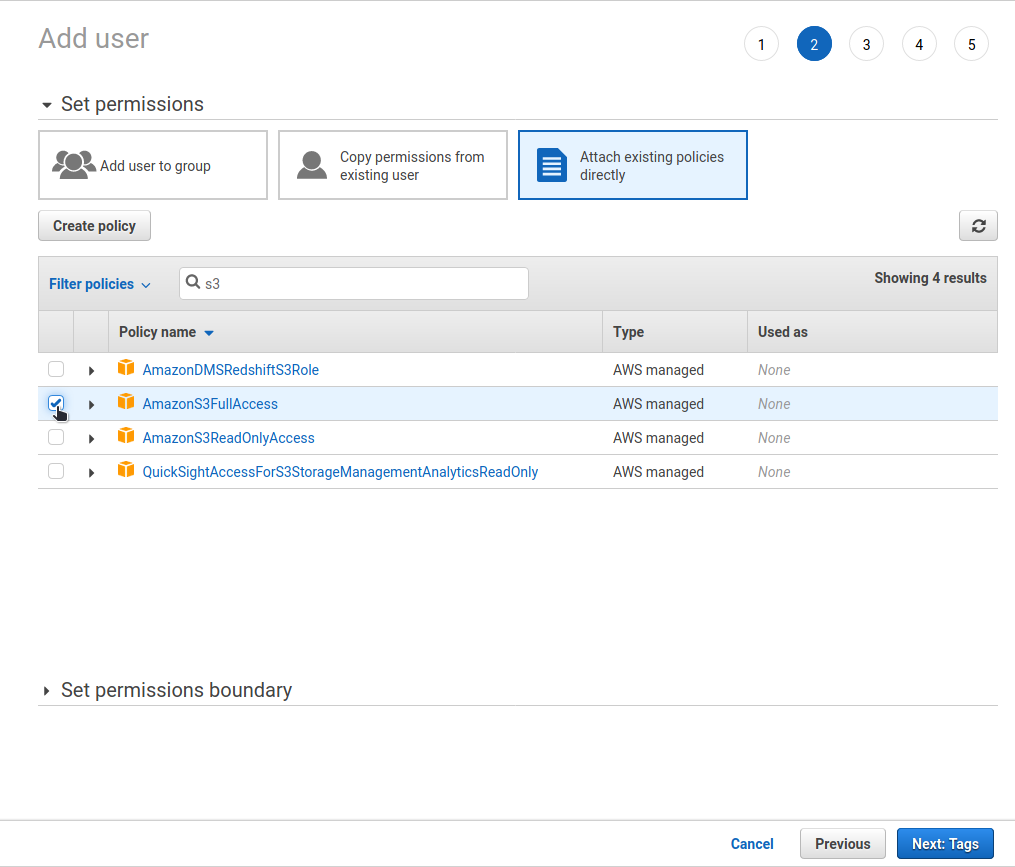 Add user
1 2 3 4 5
Set permissions
Add user to group
Copy permissions from
existing user
Attach existing policies
directly
Create policy
Filter policies s3 Showing 4 results
Policy name Type Used as
AmazonDMSRedshiftS3Role AWS managed None
AmazonS3FullAccess AWS managed None
AmazonS3ReadOnlyAccess AWS managed None
QuickSightAccessForS3StorageManagementAnalyticsReadOnly AWS managed None
Set permissions boundary
Cancel Previous Next: Tags